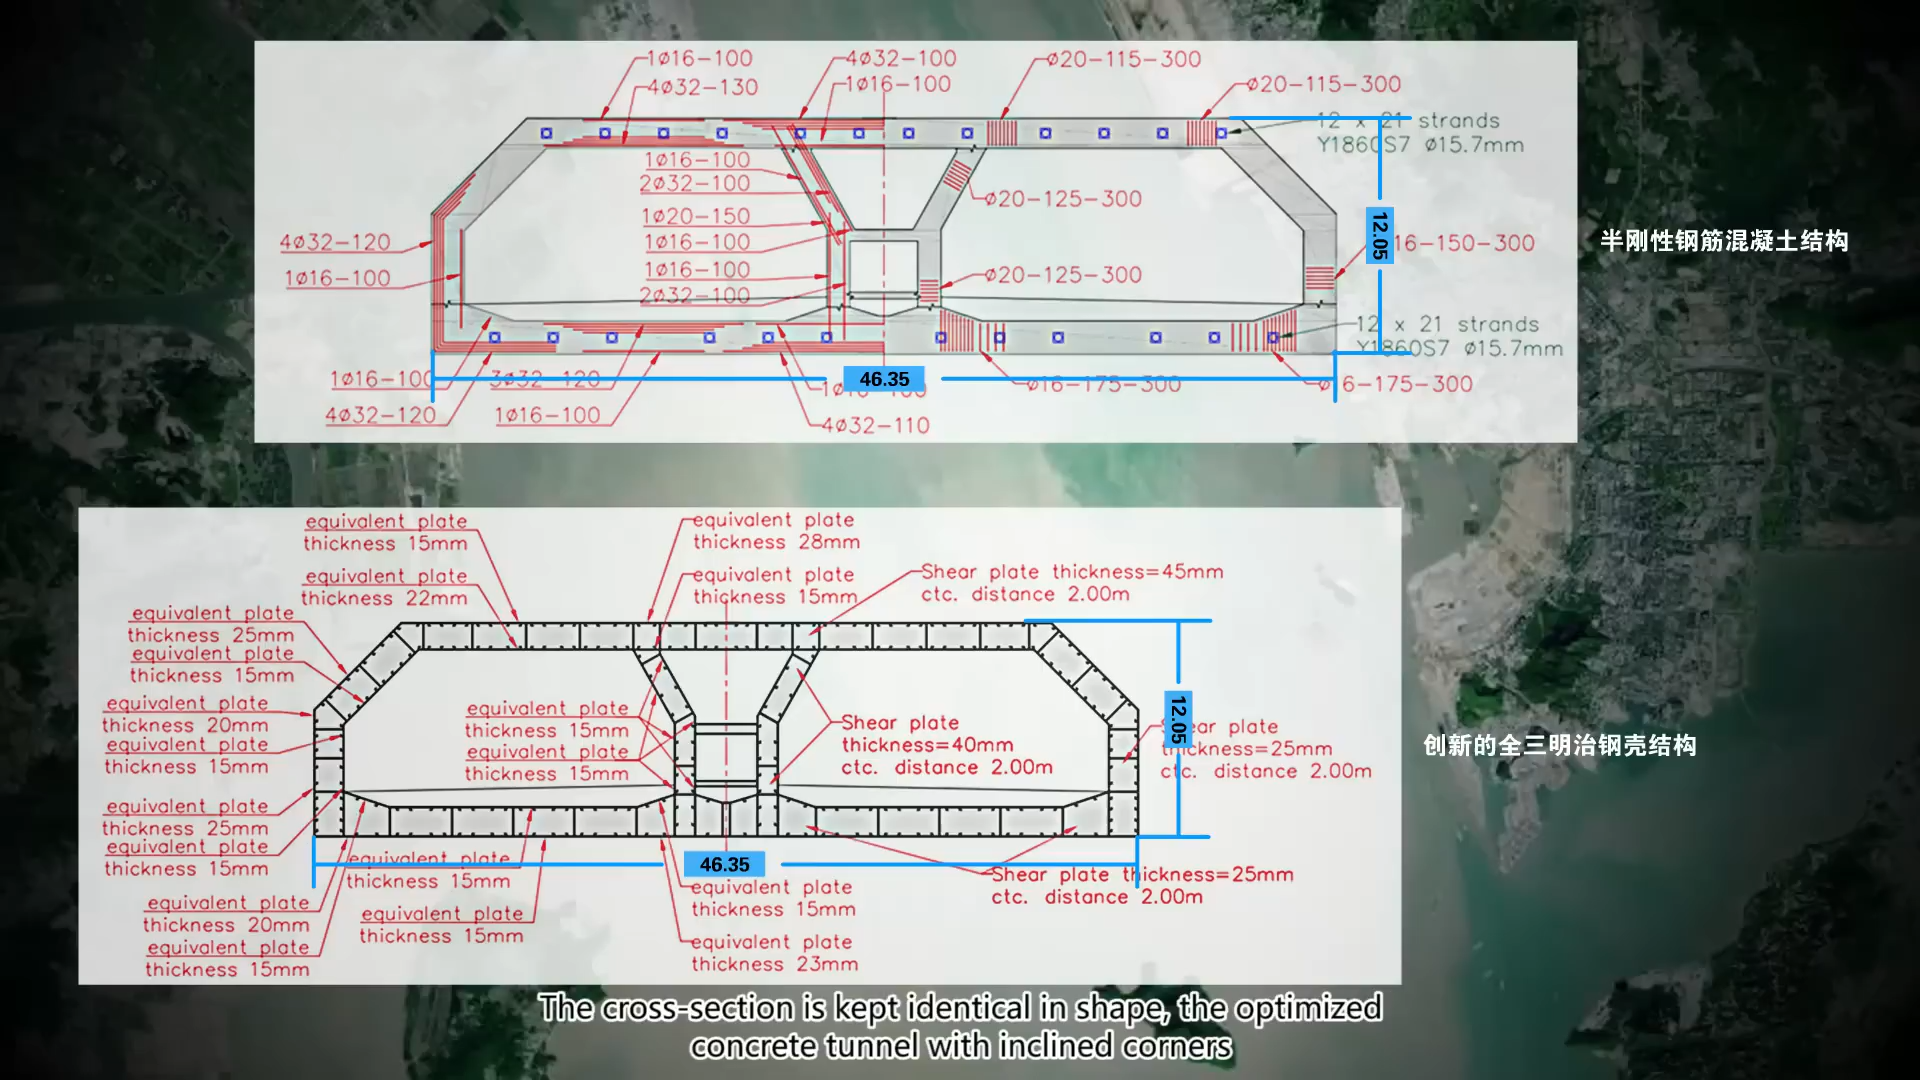 1ø16-100
4ø32-130
4ø32-100
1ø16-100
ø20-115-300
ø20-115-300
12 x 21 strands
Y1860S7 ø15.7mm
1ø16-100
2ø32-100
1ø20-150
1ø16-100
1ø16-100
2ø32-100
ø20-125-300
ø20-125-300
4ø32-120
1ø16-100
12.05
16-150-300
半刚性钢筋混凝土结构
12 x 21 strands
Y1860S7 ø15.7mm
1ø16-100
3ø32-120
46.35
1ø16-100
ø16-175-300
6-175-300
4ø32-120
1ø16-100
4ø32-110
equivalent plate
thickness 15mm
equivalent plate
thickness 22mm
equivalent plate
thickness 28mm
equivalent plate
thickness 15mm
Shear plate thickness=45mm
ctc. distance 2.00m
equivalent plate
thickness 25mm
equivalent plate
thickness 15mm
equivalent plate
thickness 20mm
equivalent plate
thickness 15mm
equivalent plate
thickness 15mm
equivalent plate
thickness 15mm
Shear plate
thickness=40mm
ctc. distance 2.00m
12.05
Shear plate
thickness=25mm
ctc. distance 2.00m
创新的全三明治钢壳结构
equivalent plate
thickness 25mm
equivalent plate
thickness 15mm
equivalent plate
thickness 15mm
46.35
Shear plate thickness=25mm
ctc. distance 2.00m
equivalent plate
thickness 20mm
equivalent plate
thickness 15mm
equivalent plate
thickness 15mm
equivalent plate
thickness 15mm
equivalent plate
thickness 23mm
The cross-section is kept identical in shape, the optimized
concrete tunnel with inclined corners